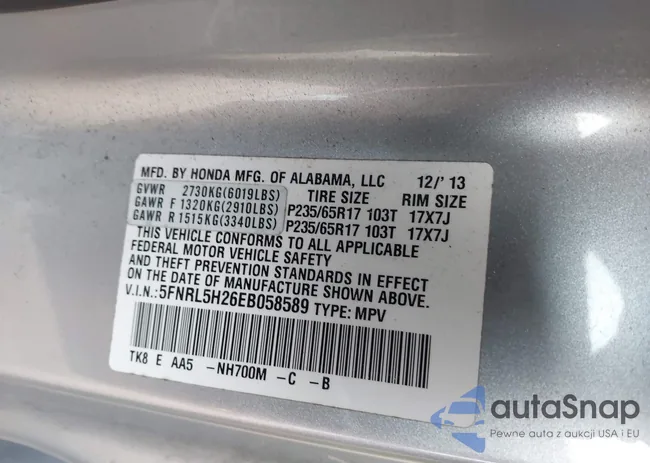 MFD. BY HONDA MFG. OF ALABAMA, LLC 12/'13
GVWR 2730KG(6019LBS) TIRE SIZE RIM SIZE
GAWR F 1320KG(2910LBS) P235/65R17 103T 17X7J
GAWR R 1515KG(3340LBS) P235/65R17 103T 17X7J
THIS VEHICLE CONFORMS TO ALL APPLICABLE
FEDERAL MOTOR VEHICLE SAFETY
AND THEFT PREVENTION STANDARDS IN EFFECT
ON THE DATE OF MANUFACTURE SHOWN ABOVE.
V.I.N.:5FNRL5H26EB058589 TYPE: MPV
TK8 E AA5 -NH700M -C -B
autoSnap
Pewne auta z aukcji USA i EU